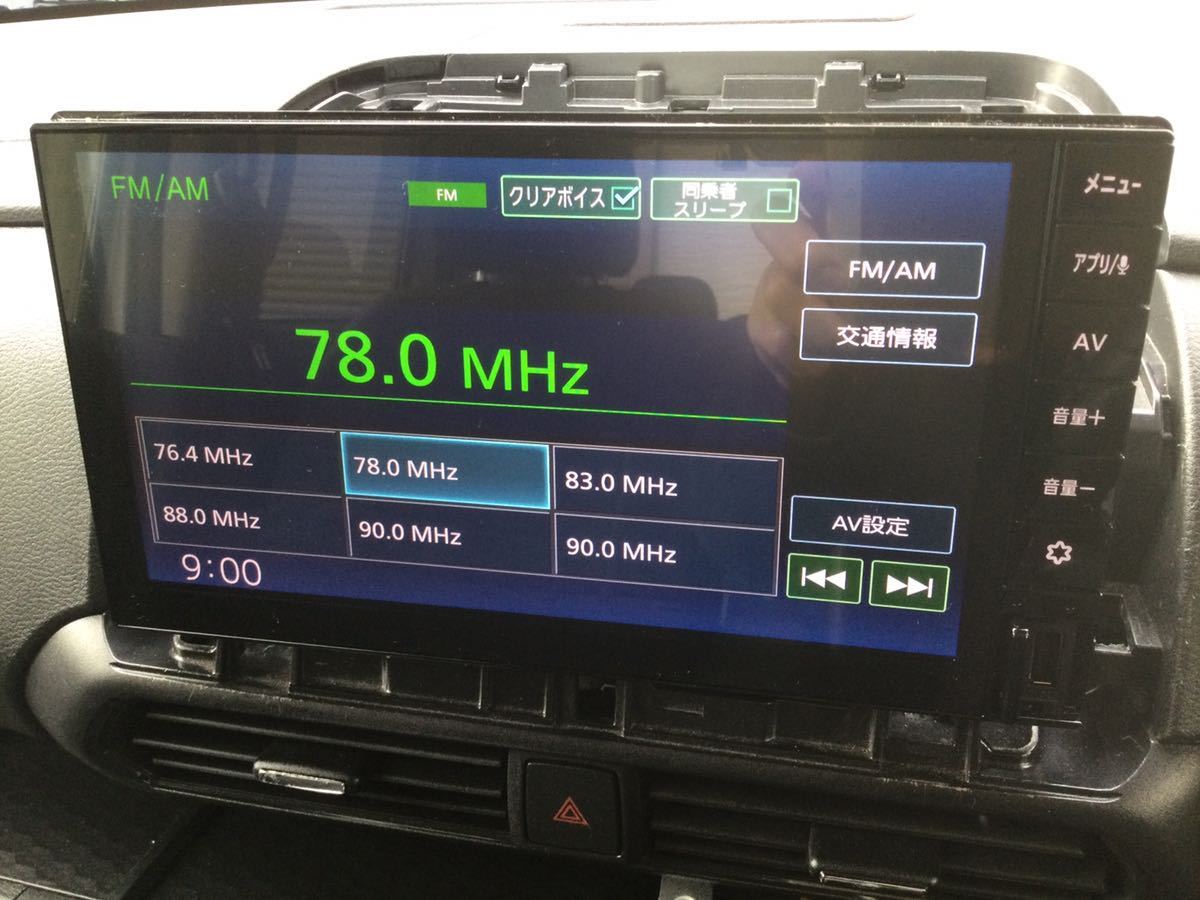 FM/AM
FM
クリアボイス
同乗者
スリープ
FM/AM
交通情報
78.0 MHz
76.4 MHz
78.0 MHz
83.0 MHz
88.0 MHz
90.0 MHz
90.0 MHz
AV設定
9:00
メニュー
アプリ/
AV
音量+
音量−